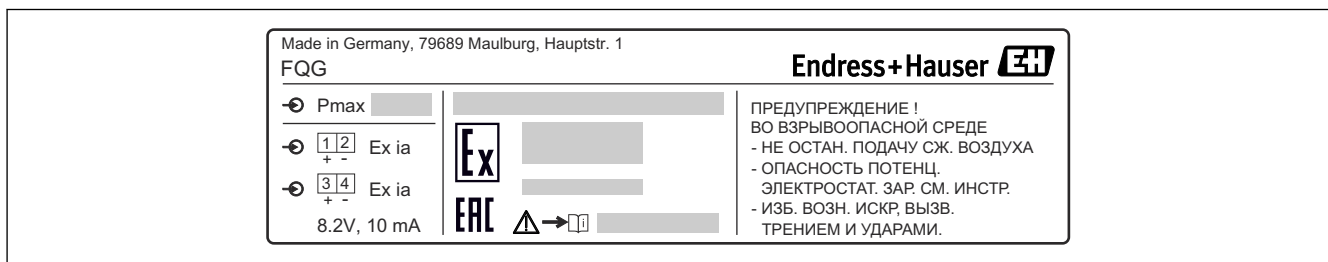 Made in Germany, 79689 Maulburg, Hauptstr. 1
FQG
Endress+Hauser EH
Pmax
1 2 Ex ia
+ -
3 4 Ex ia
+ -
8.2V, 10 mA
Ex
EAC
i
ПРЕДУПРЕЖДЕНИЕ !
ВО ВЗРЫВООПАСНОЙ СРЕДЕ
- НЕ ОСТАН. ПОДАЧУ СЖ. ВОЗДУХА
- ОПАСНОСТЬ ПОТЕНЦ.
ЭЛЕКТРОСТАТ. ЗАР. СМ. ИНСТР.
- ИЗБ. ВОЗН. ИСКР, ВЫЗВ.
ТРЕНИЕМ И УДАРАМИ.